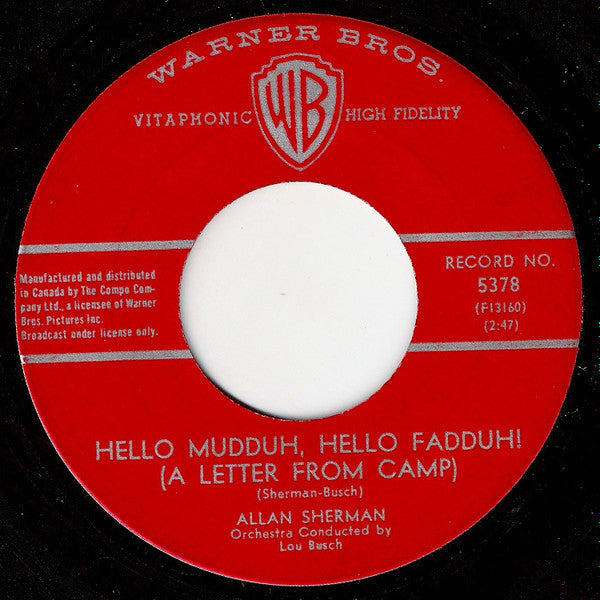 WARNER BROS.
WB
VITAPHONIC HIGH FIDELITY
Manufactured and distributed
in Canada by The Compo Com-
pany Ltd., a licensee of Warner
Bros. Pictures Inc.
Broadcast under license only.
RECORD NO.
5378
(F13160)
(2:47)
HELLO MUDDUH, HELLO FADDUH!
(A LETTER FROM CAMP)
(Sherman-Busch)
ALLAN SHERMAN
Orchestra Conducted by
Lou Busch